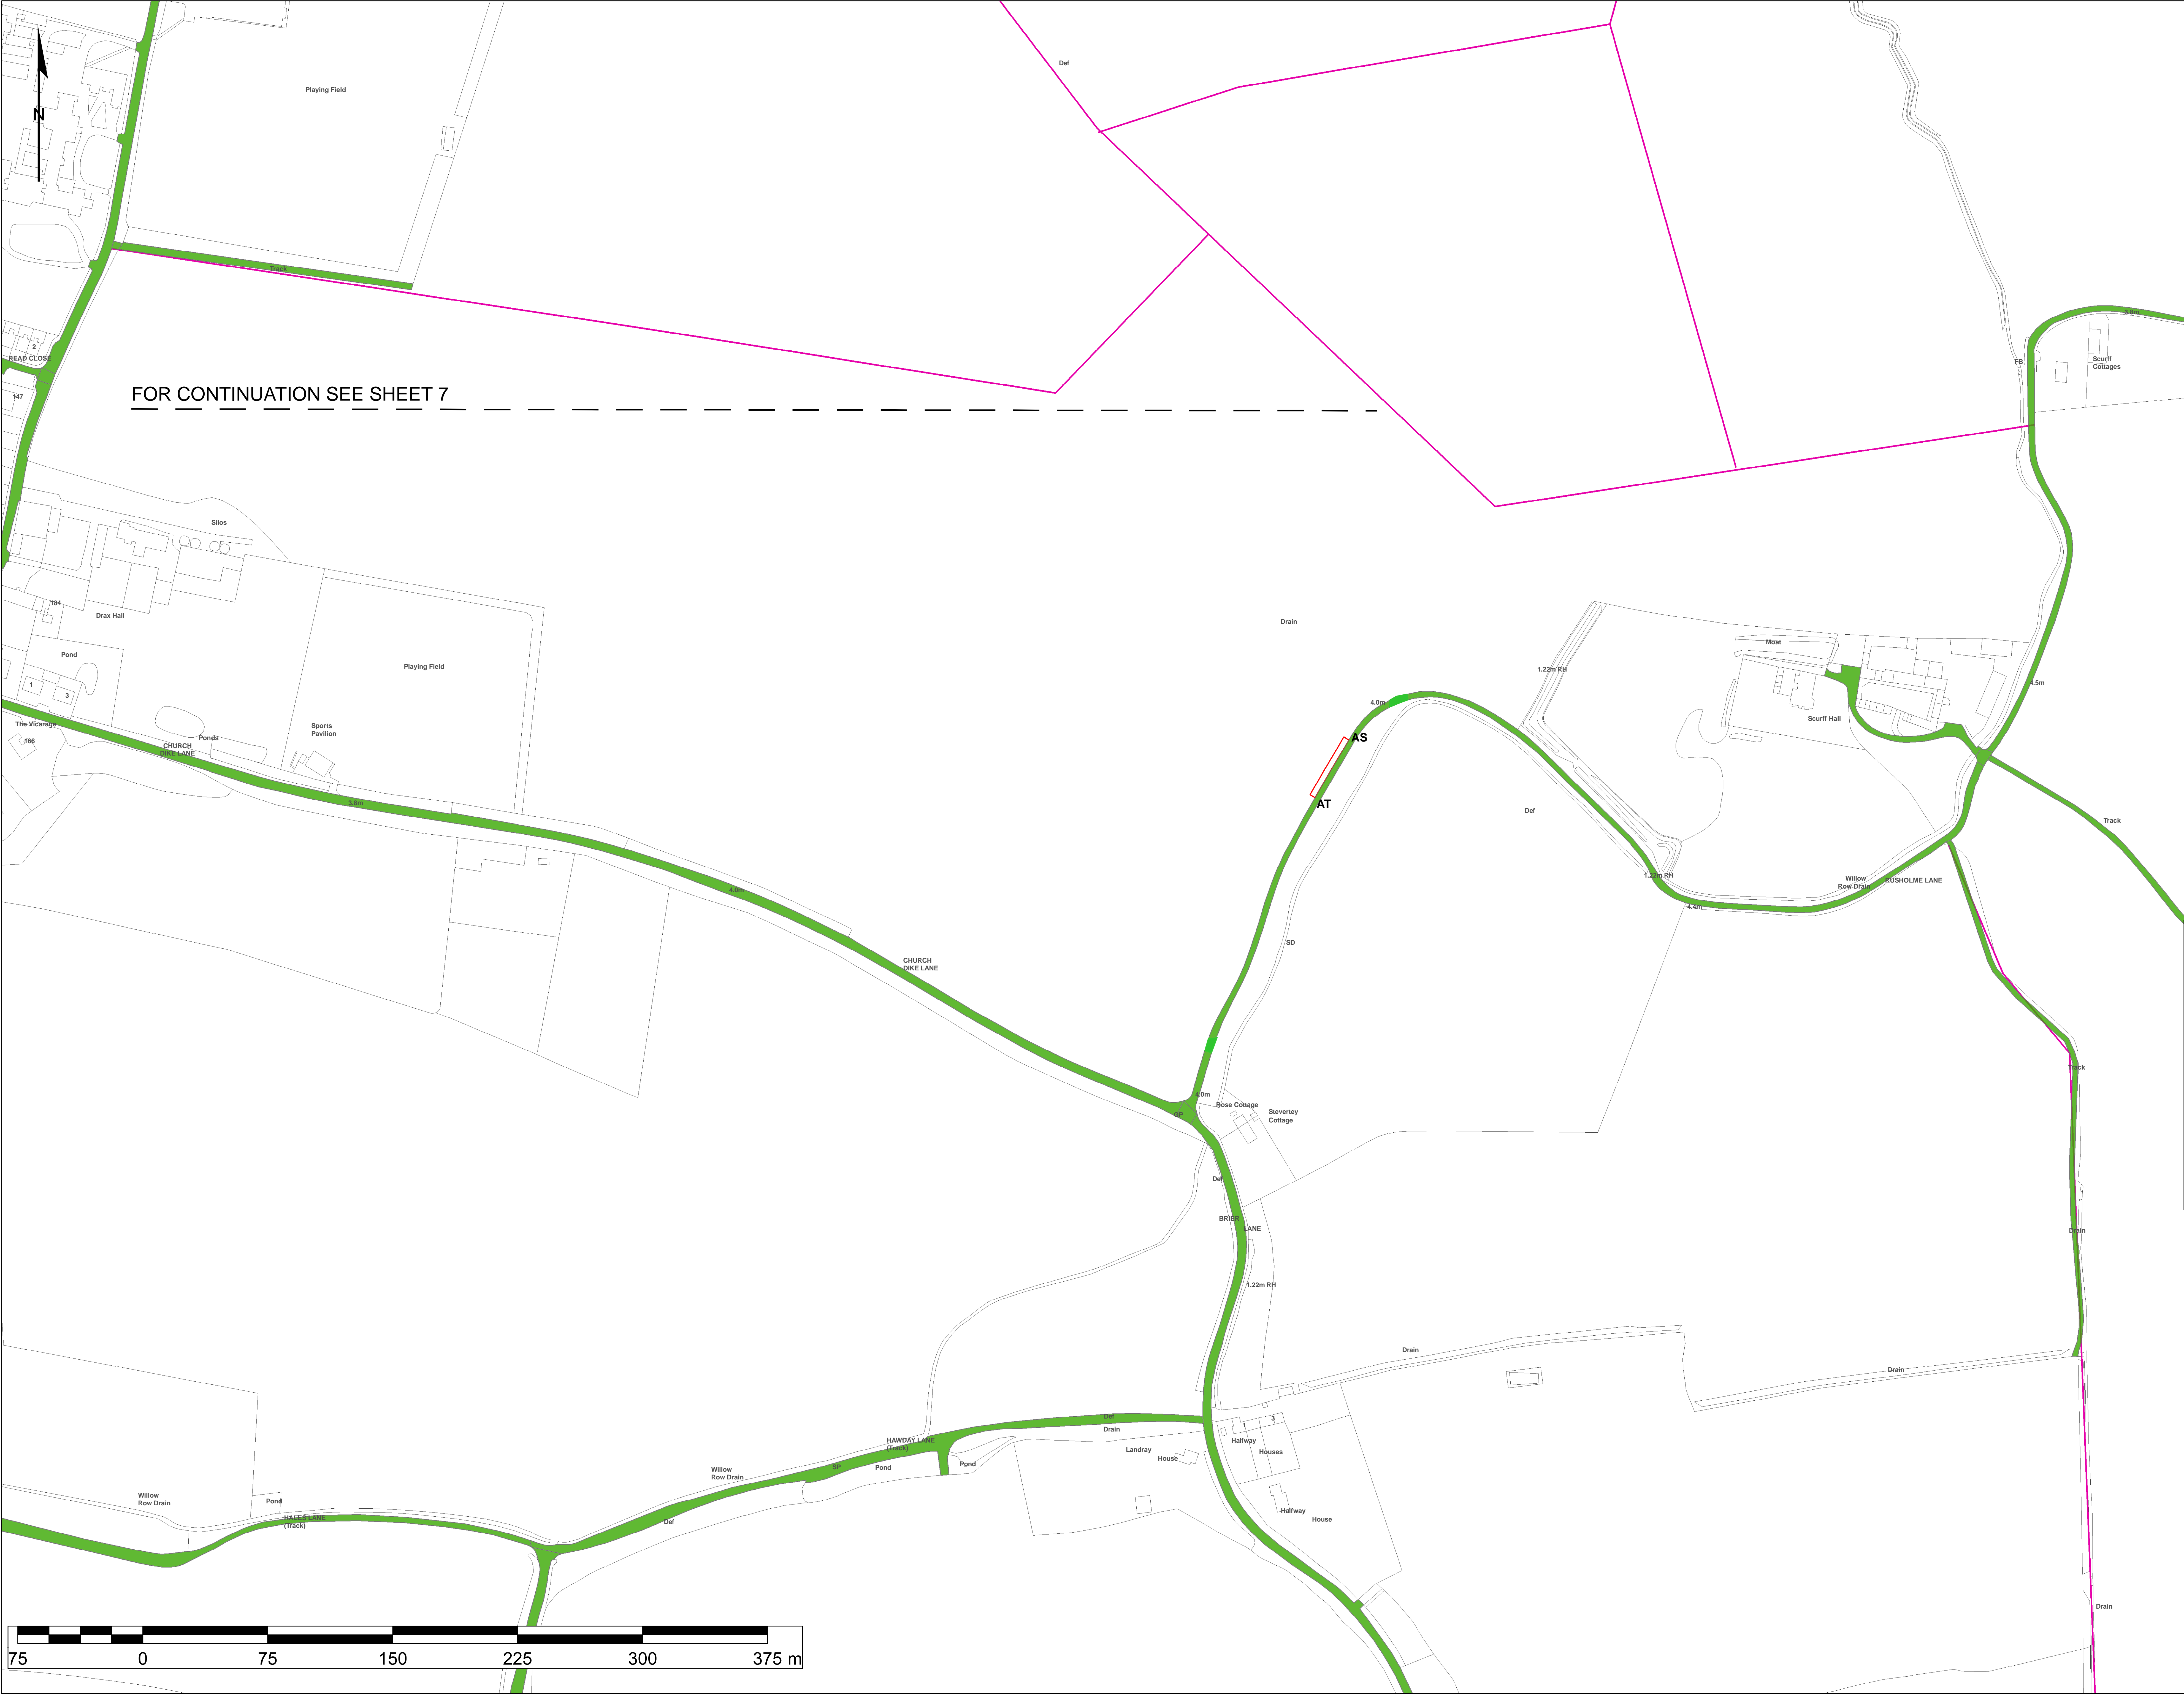 Def
Playing Field
N
Track
3.6m
2
READ CLOSE
FB
Scurff
Cottages
FOR CONTINUATION SEE SHEET 7
147
Silos
184
Drax Hall
Drain
Moat
Pond
Playing Field
1.22m RH
1
3
4.5m
4.0m
The Vicarage
Sports
Pavilion
Scurff Hall
166
Ponds
CHURCH
DIKE LANE
AS
3.8m
AT
Def
Track
1.22m RH
Willow
Row Drain
RUSHOLME LANE
4.0m
4.4m
SD
CHURCH
DIKE LANE
Track
4.0m
Rose Cottage
GP
Stevertey
Cottage
Def
BRIER
LANE
Drain
1.22m RH
Drain
Drain
Def
Drain
1
3
HAWDAY LANE
(Track)
Halfway
Houses
Landray
House
Willow
Row Drain
SP
Pond
Pond
Willow
Row Drain
Pond
Halfway
House
HALES LANE
(Track)
Def
Drain
75 0 75 150 225 300 375 m